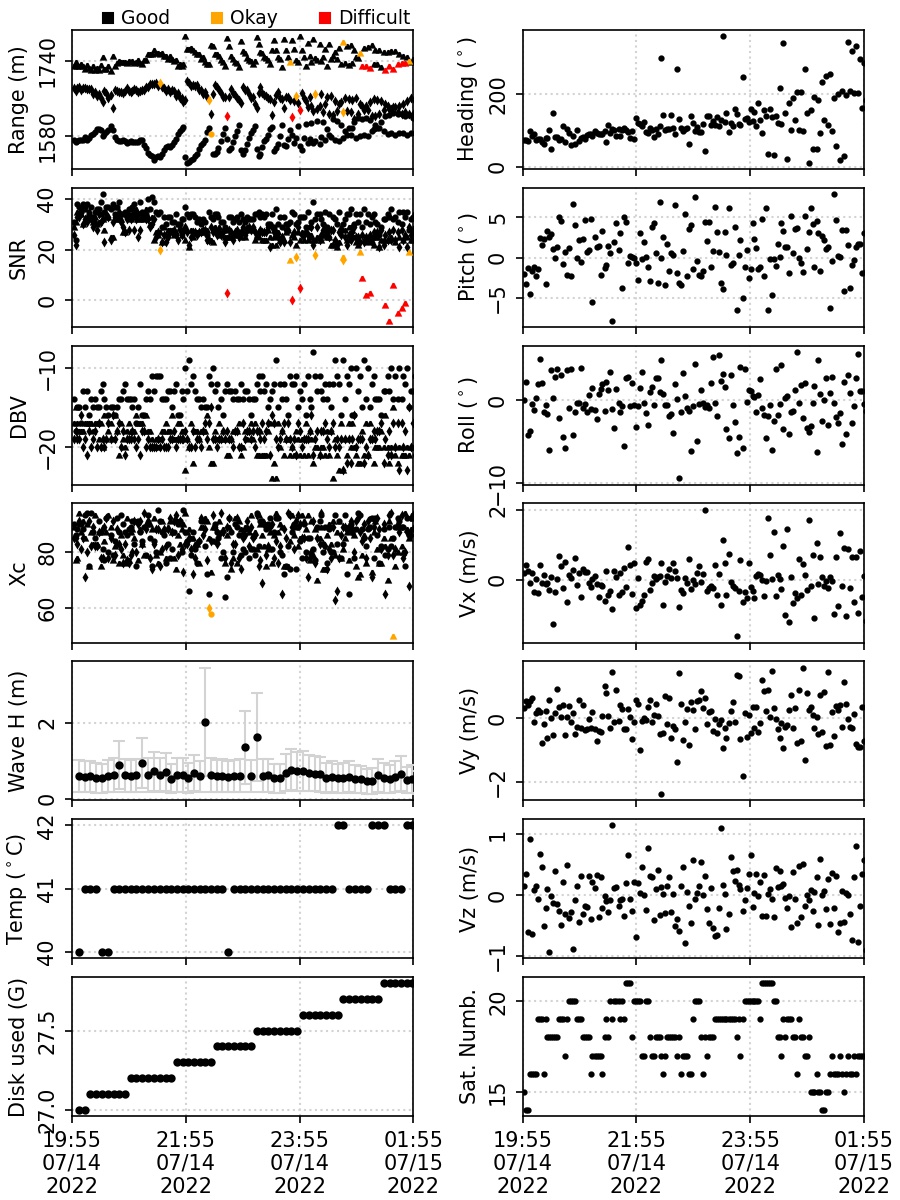 Good Okay Difficult
Range (m)
1740
1580
Heading (°)
200
0
SNR
40
20
0
Pitch (°)
5
0
−5
DBV
−10
−20
Roll (°)
0
−10
Xc
80
60
Vx (m/s)
2
0
Wave H (m)
2
0
Vy (m/s)
0
−2
Temp (°C)
42
41
40
Vz (m/s)
1
0
−1
Disk used (G)
27.5
27.0
Sat. Numb.
20
15
19:55 21:55 23:55 01:55
07/14 07/14 07/14 07/15
2022 2022 2022 2022
19:55 21:55 23:55 01:55
07/14 07/14 07/14 07/15
2022 2022 2022 2022